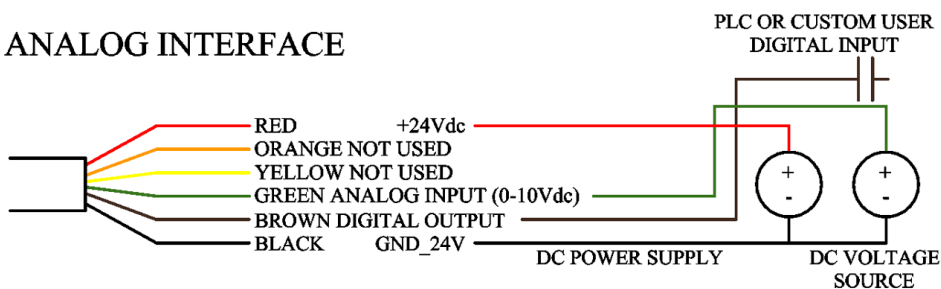 PLC OR CUSTOM USER
DIGITAL INPUT
ANALOG INTERFACE
RED +24Vdc
ORANGE NOT USED
YELLOW NOT USED
GREEN ANALOG INPUT (0-10Vdc)
BROWN DIGITAL OUTPUT
BLACK GND_24V
+ -
+ -
DC POWER SUPPLY
DC VOLTAGE
SOURCE